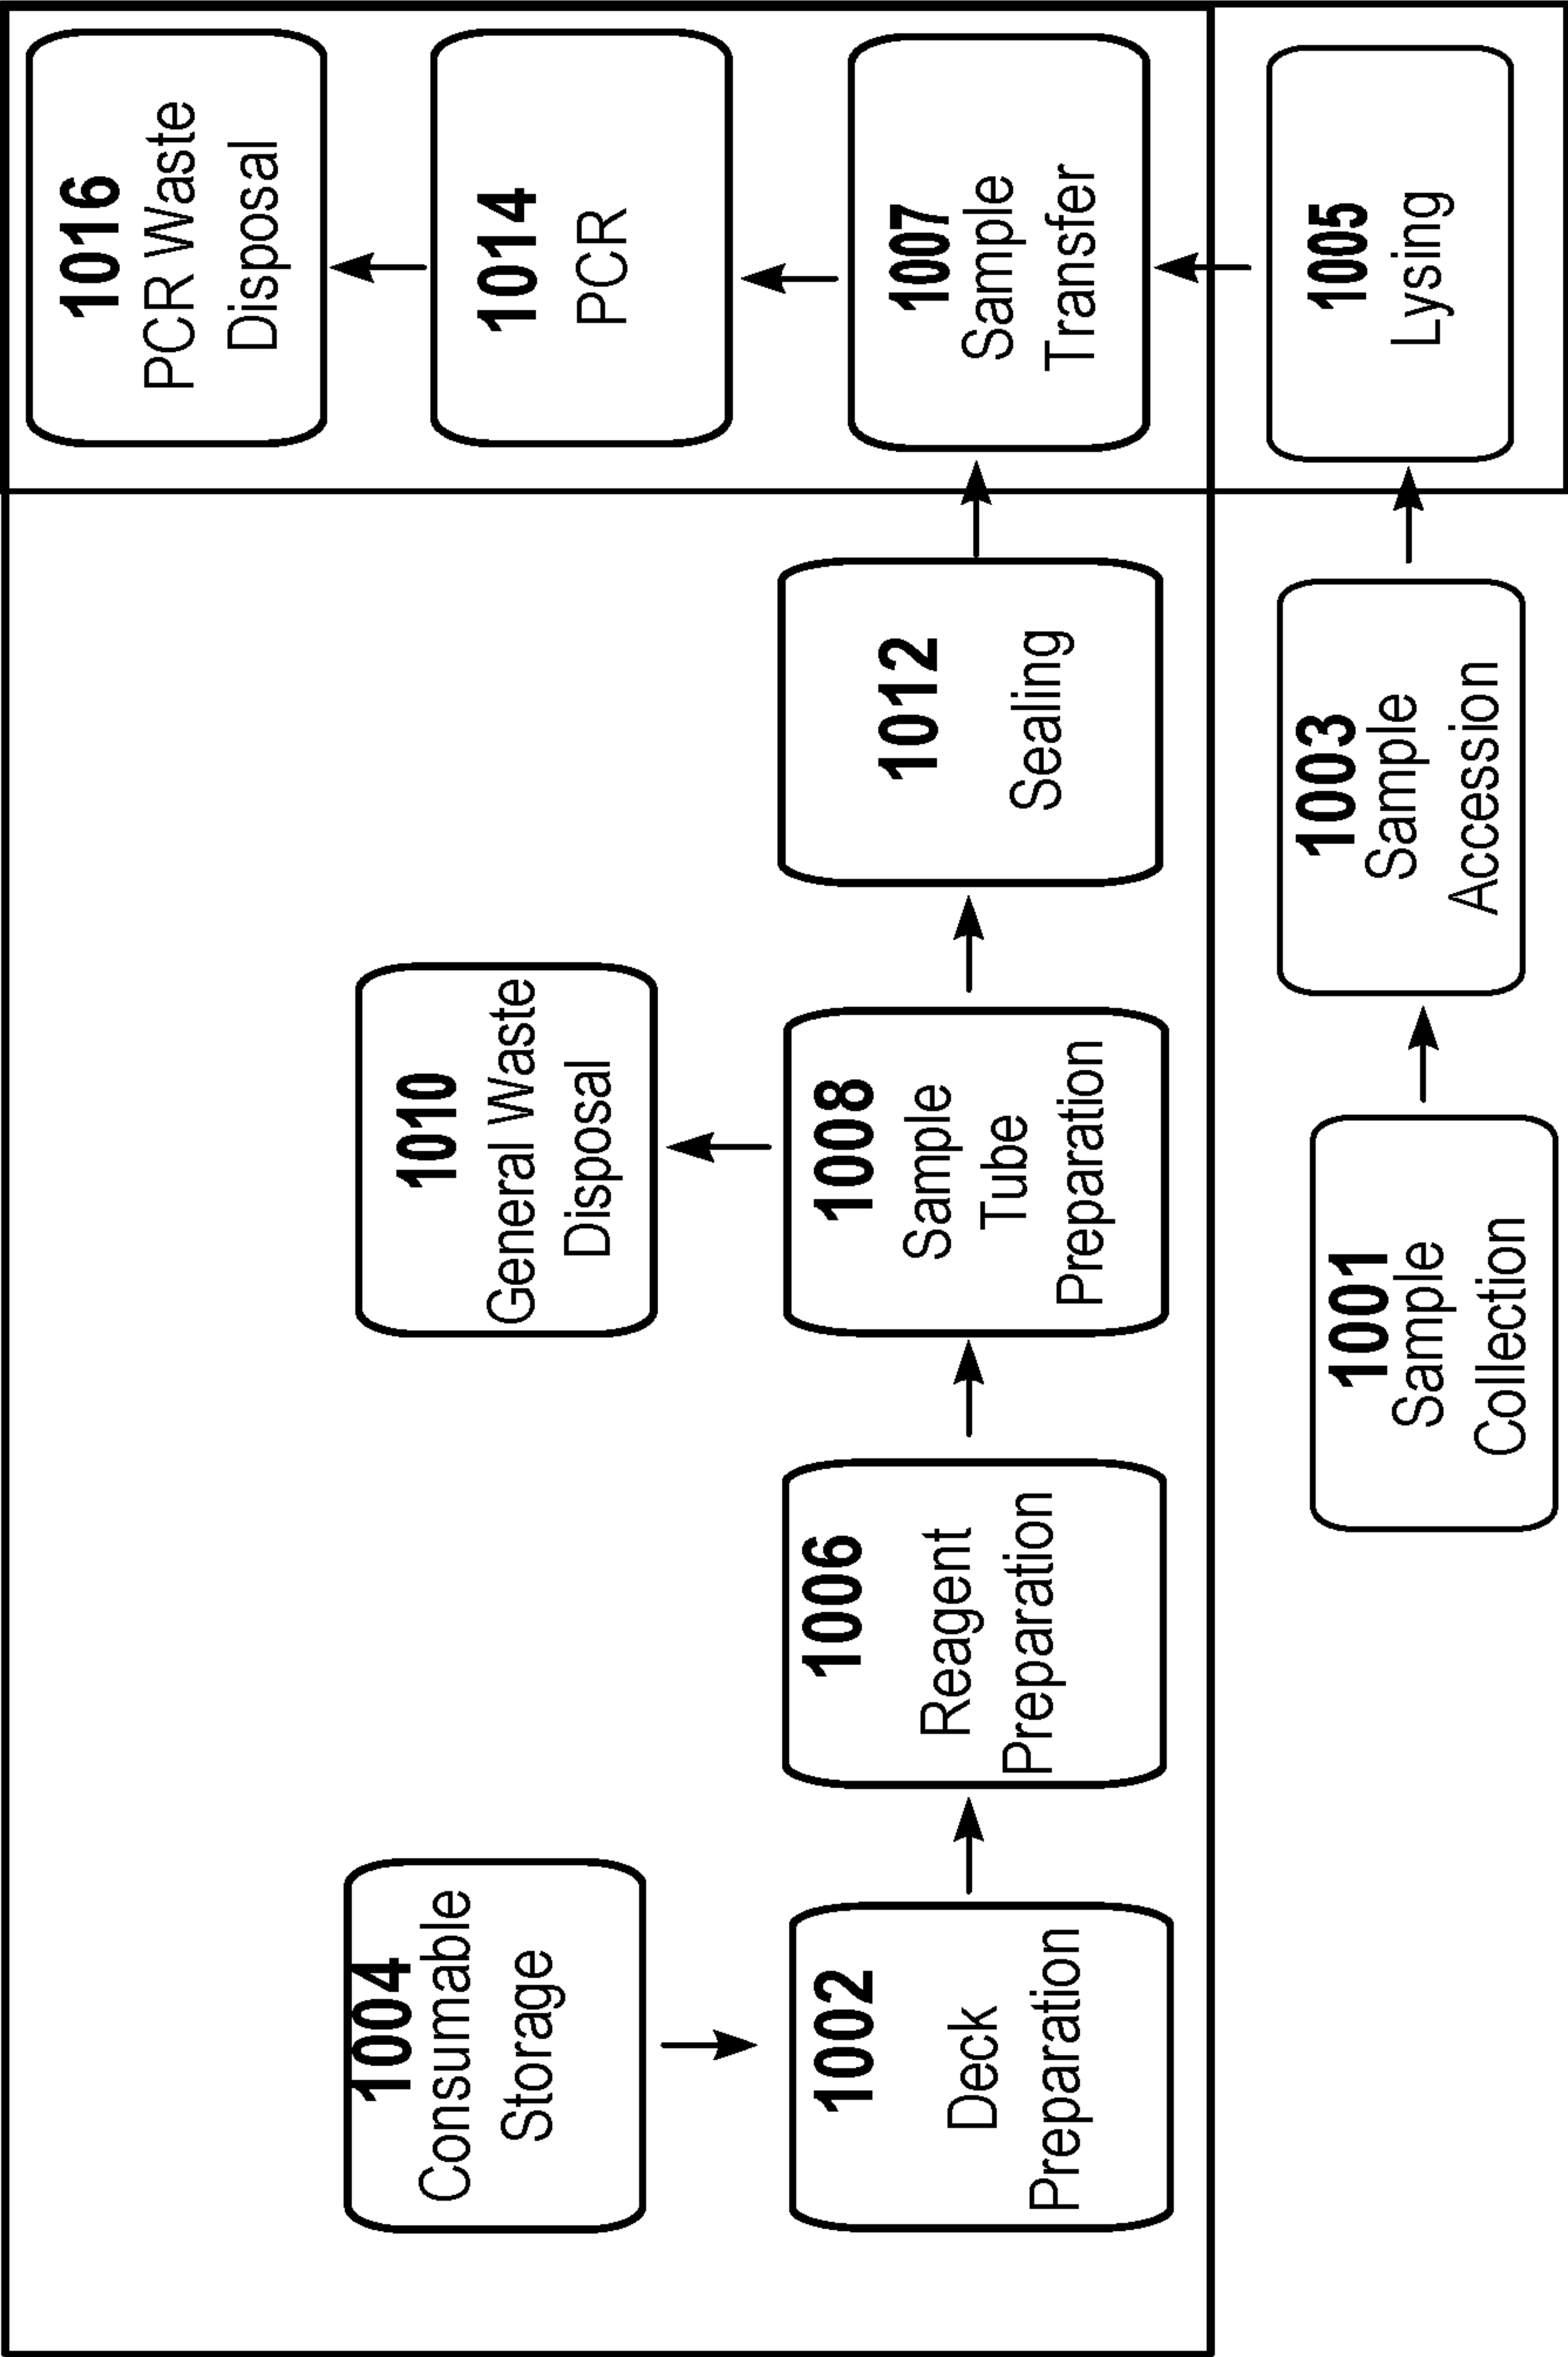 1004
Consumable
Storage
1010
General Waste
Disposal
1016
PCR Waste
Disposal
1014
PCR
1002
Deck
Preparation
1006
Reagent
Preparation
1008
Sample
Tube
Preparation
1012
Sealing
1007
Sample
Transfer
1001
Sample
Collection
1003
Sample
Accession
1005
Lysing